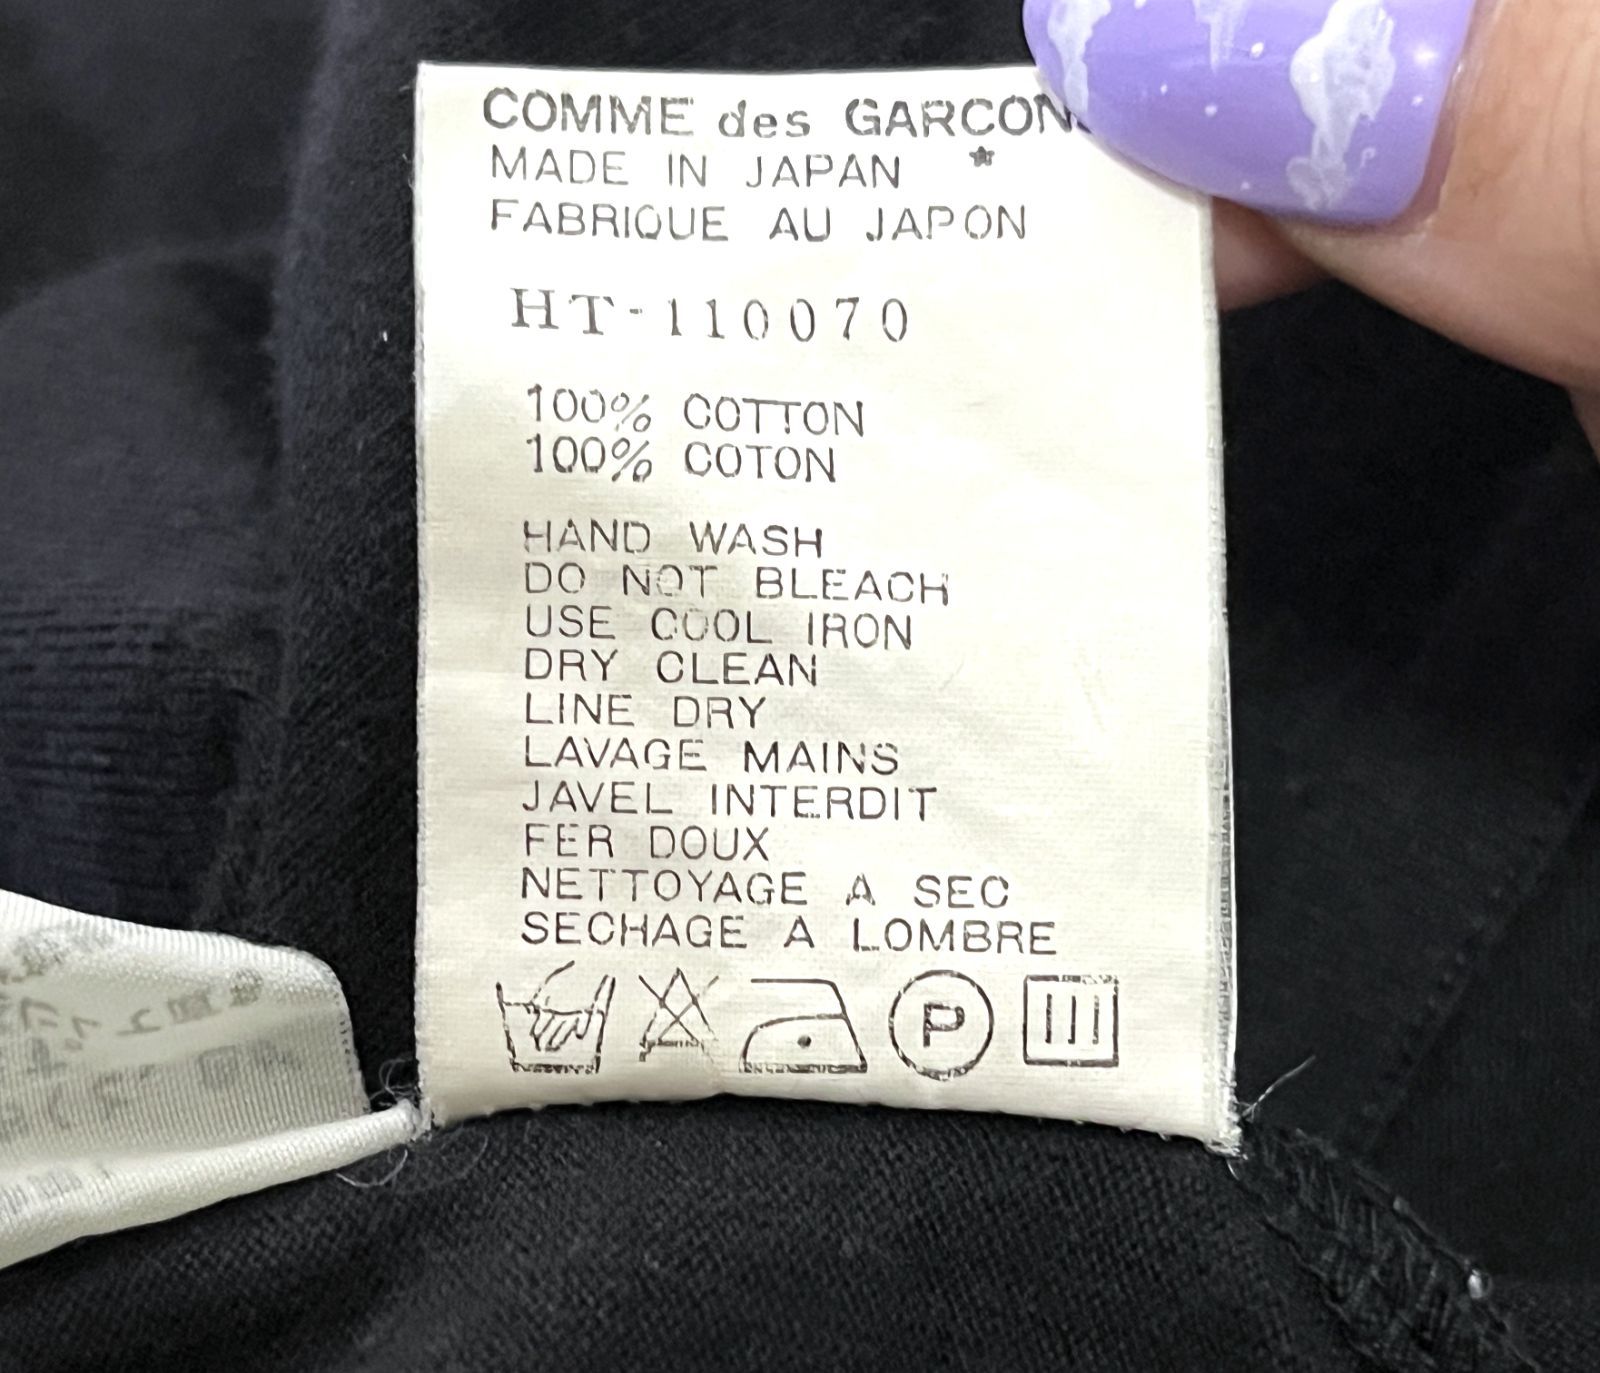 COMME des GARCON
MADE IN JAPAN *
FABRIQUE AU JAPON
HT-110070
100% COTTON
100% COTON
HAND WASH
DO NOT BLEACH
USE COOL IRON
DRY CLEAN
LINE DRY
LAVAGE MAINS
JAVEL INTERDIT
FER DOUX
NETTOYAGE A SEC
SECHAGE A LOMBRE
P